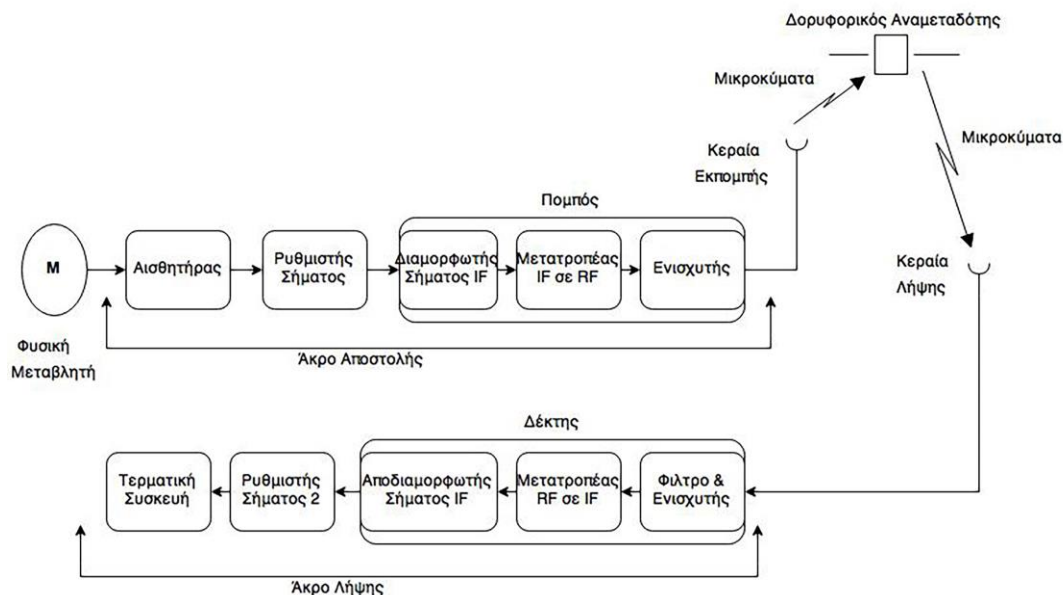 Δορυφορικός Αναμεταδότης
Μικροκύματα
Μικροκύματα
Κεραία
Εκπομπής
Πομπός
Μ
Αισθητήρας
Ρυθμιστής
Σήματος
Διαμορφωτής
Σήματος IF
Μετατροπέας
IF σε RF
Ενισχυτής
Κεραία
Λήψης
Φυσική
Μεταβλητή
Άκρο Αποστολής
Δέκτης
Τερματική
Συσκευή
Ρυθμιστής
Σήματος 2
Αποδιαμορφωτής
Σήματος IF
Μετατροπέας
RF σε IF
Φιλτρο &
Ενισχυτής
Άκρο Λήψης